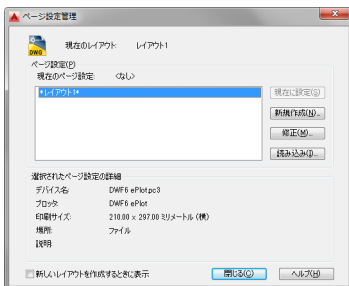 ページ設定管理
DWG
現在のレイアウト: レイアウト1
ページ設定(P)
現在のページ設定: <なし>
*レイアウト1*
現在に設定(S)
新規作成(N)...
修正(M)...
読み込み(I)...
選択されたページ設定の詳細
デバイス名: DWF6 ePlot.pc3
プロッタ: DWF6 ePlot
印刷サイズ: 210.00 x 297.00 ミリメートル (横)
場所: ファイル
説明:
新しいレイアウトを作成するときに表示
閉じる(C)
ヘルプ(H)